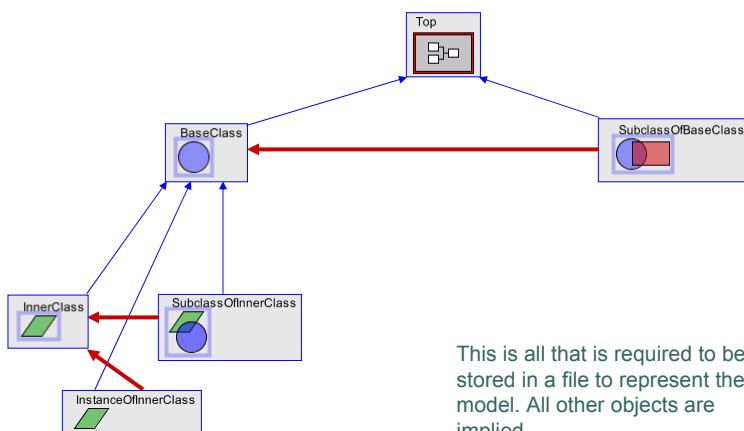 Top
BaseClass
SubclassOfBaseClass
InnerClass
SubclassOfInnerClass
InstanceOfInnerClass
This is all that is required to be
stored in a file to represent the
model. All other objects are
implied